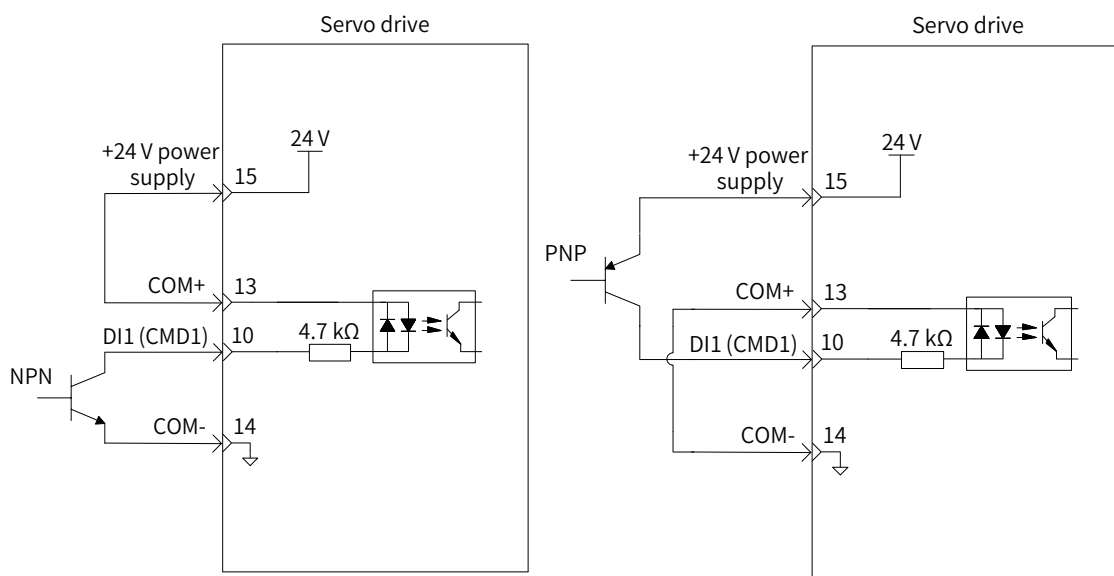 Servo drive
24 V
+24 V power
supply
15
COM+
13
DI1 (CMD1)
10
4.7 kΩ
NPN
COM-
14
Servo drive
24 V
+24 V power
supply
15
PNP
COM+
13
DI1 (CMD1)
10
4.7 kΩ
COM-
14